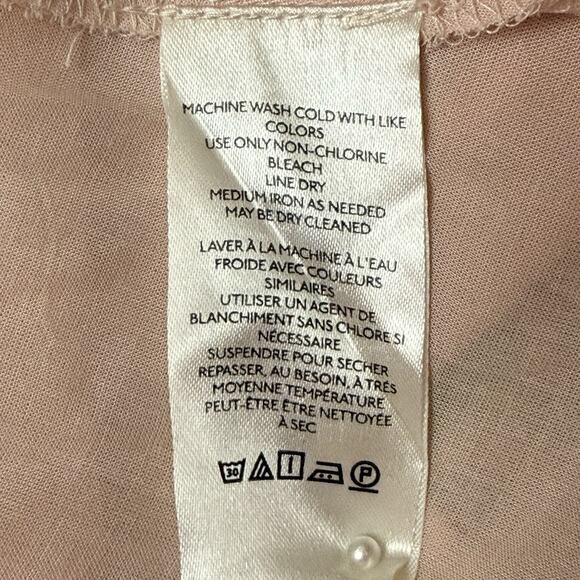 MACHINE WASH COLD WITH LIKE
COLORS
USE ONLY NON-CHLORINE
BLEACH
LINE DRY
MEDIUM IRON AS NEEDED
MAY BE DRY CLEANED
LAVER À LA MACHINE À L'EAU
FROIDE AVEC COULEURS
SIMILAIRES
UTILISER UN AGENT DE
BLANCHIMENT SANS CHLORE SI
NÉCESSAIRE
SUSPENDRE POUR SECHER
REPASSER, AU BESOIN, À TRÈS
MOYENNE TEMPÉRATURE
PEUT-ÊTRE ÊTRE NETTOYÉE
À SEC
30 P